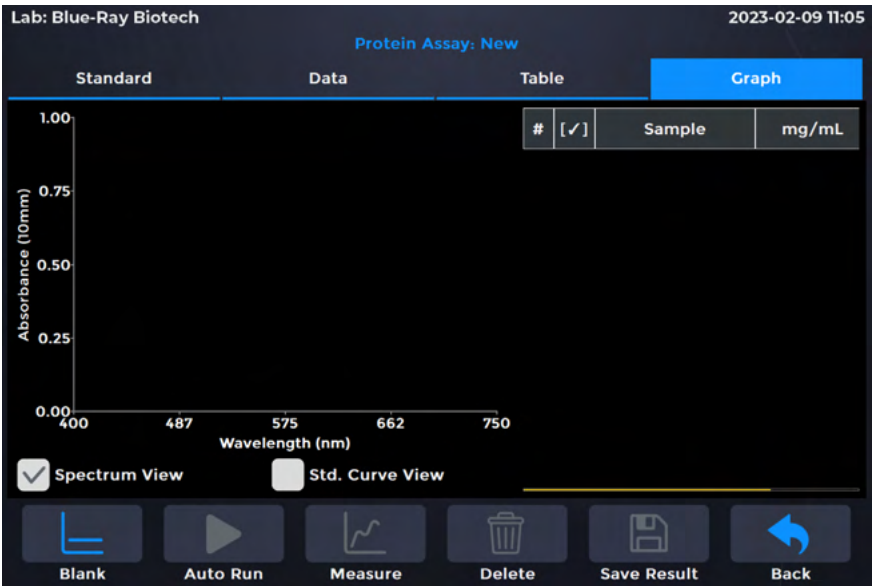 Lab: Blue-Ray Biotech 2023-02-09 11:05
Protein Assay: New
Standard Data Table Graph
# [✓] Sample mg/mL
Absorbance (10mm)
1.00
0.75
0.50
0.25
0.00
400 487 575 662 750
Wavelength (nm)
Spectrum View Std. Curve View
Blank Auto Run Measure Delete Save Result Back